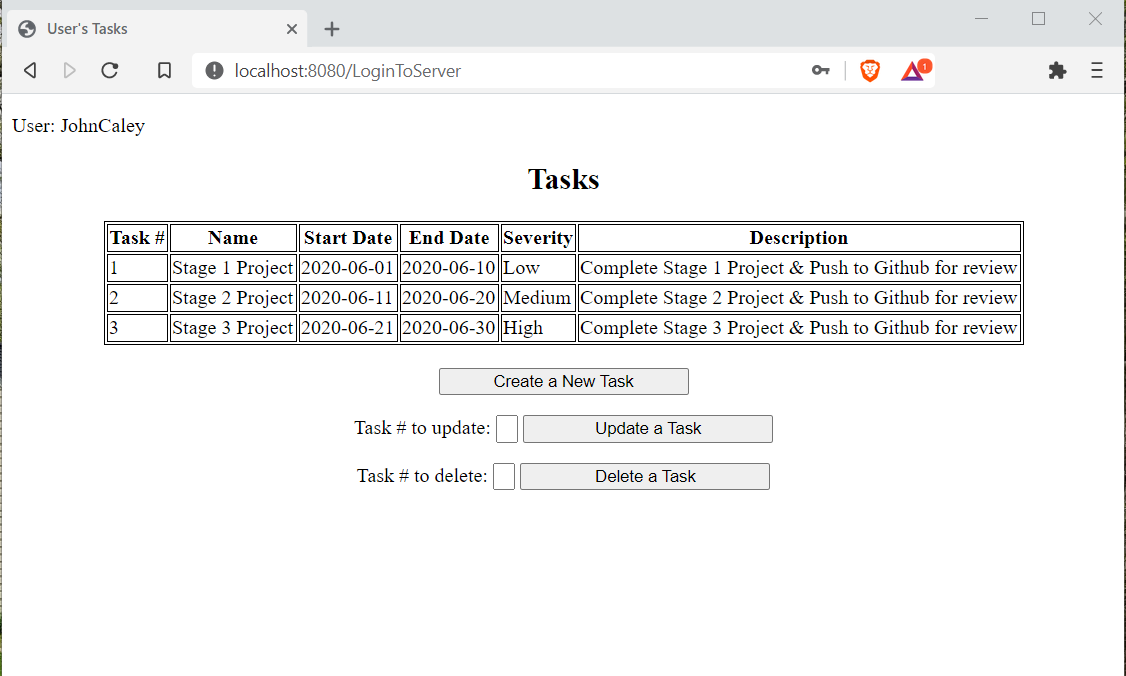 User's Tasks
localhost:8080/LoginToServer
1
User: JohnCaley
Tasks
Task # Name Start Date End Date Severity Description
1 Stage 1 Project 2020-06-01 2020-06-10 Low Complete Stage 1 Project & Push to Github for review
2 Stage 2 Project 2020-06-11 2020-06-20 Medium Complete Stage 2 Project & Push to Github for review
3 Stage 3 Project 2020-06-21 2020-06-30 High Complete Stage 3 Project & Push to Github for review
Create a New Task
Task # to update: Update a Task
Task # to delete: Delete a Task